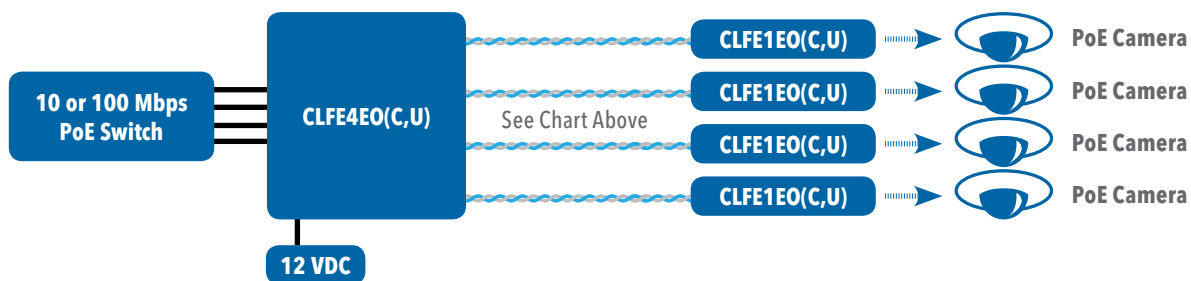 10 or 100 Mbps
PoE Switch
CLFE4EO(C,U)
12 VDC
See Chart Above
CLFE1EO(C,U)
PoE Camera
CLFE1EO(C,U)
PoE Camera
CLFE1EO(C,U)
PoE Camera
CLFE1EO(C,U)
PoE Camera